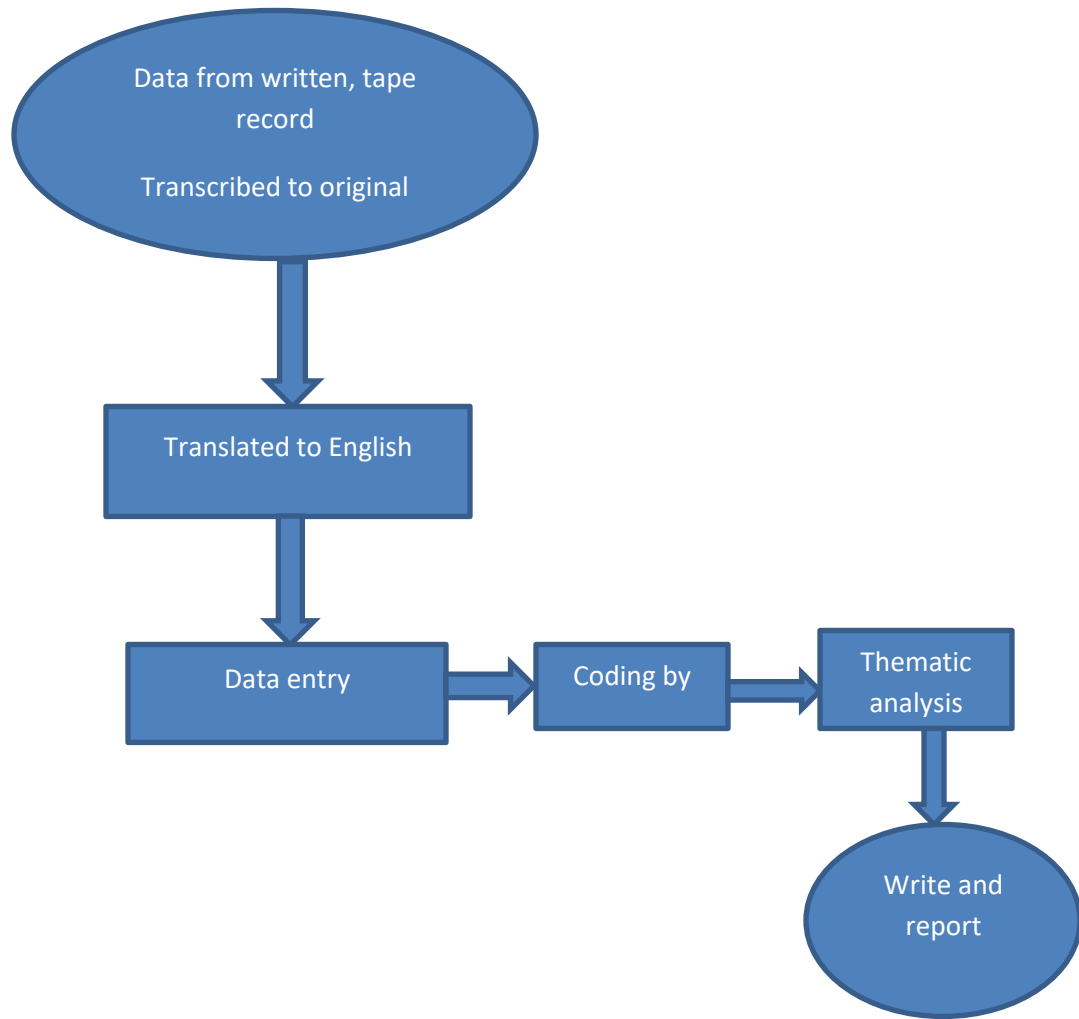 Data from written, tape
record
Transcribed to original
Translated to English
Data entry
Coding by
Thematic
analysis
Write and
report